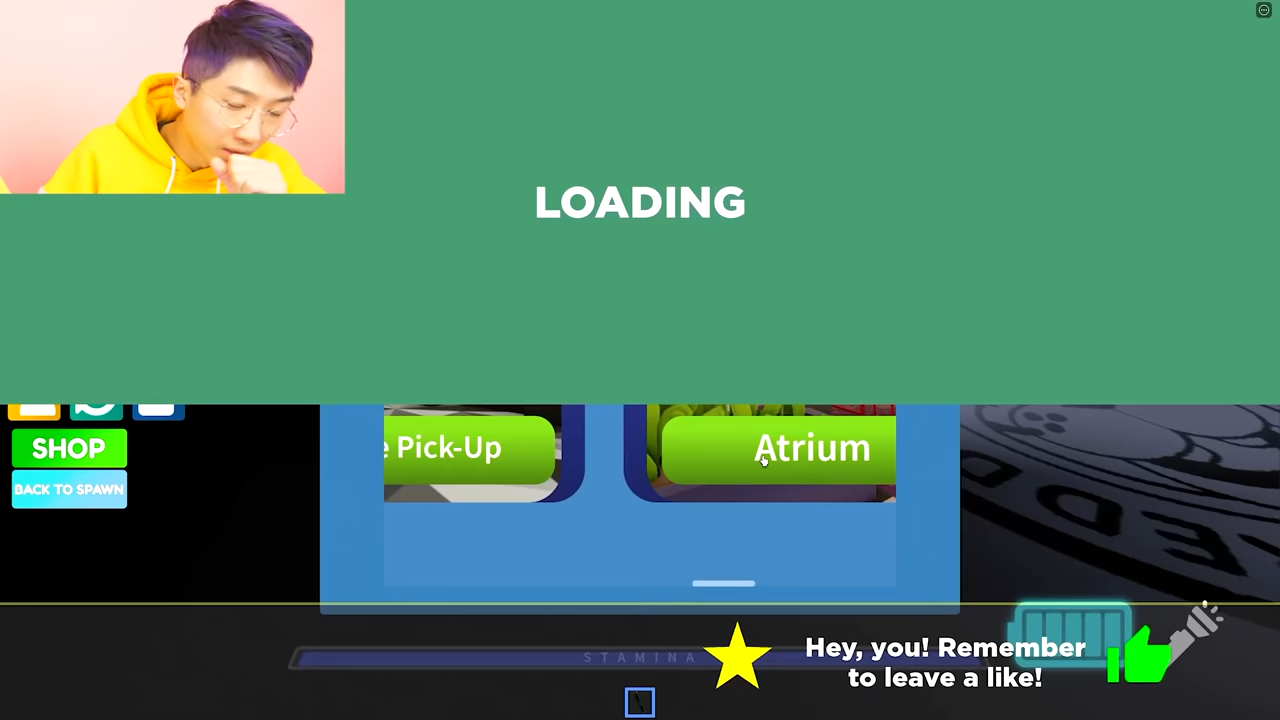 LOADING
e Pick-Up
Atrium
SHOP
BACK TO SPAWN
STAMINA
Hey, you! Remember
to leave a like!